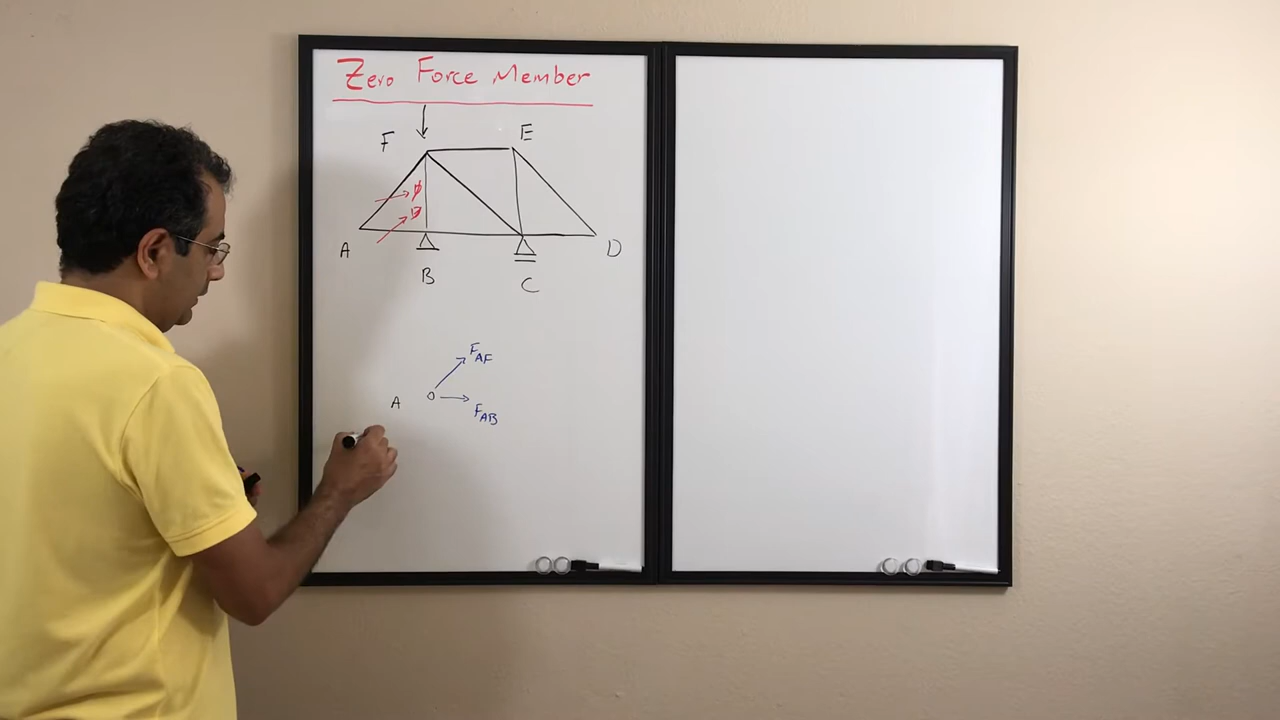 Zero Force Member
F E
A D
B C
F_AF
A
F_AB